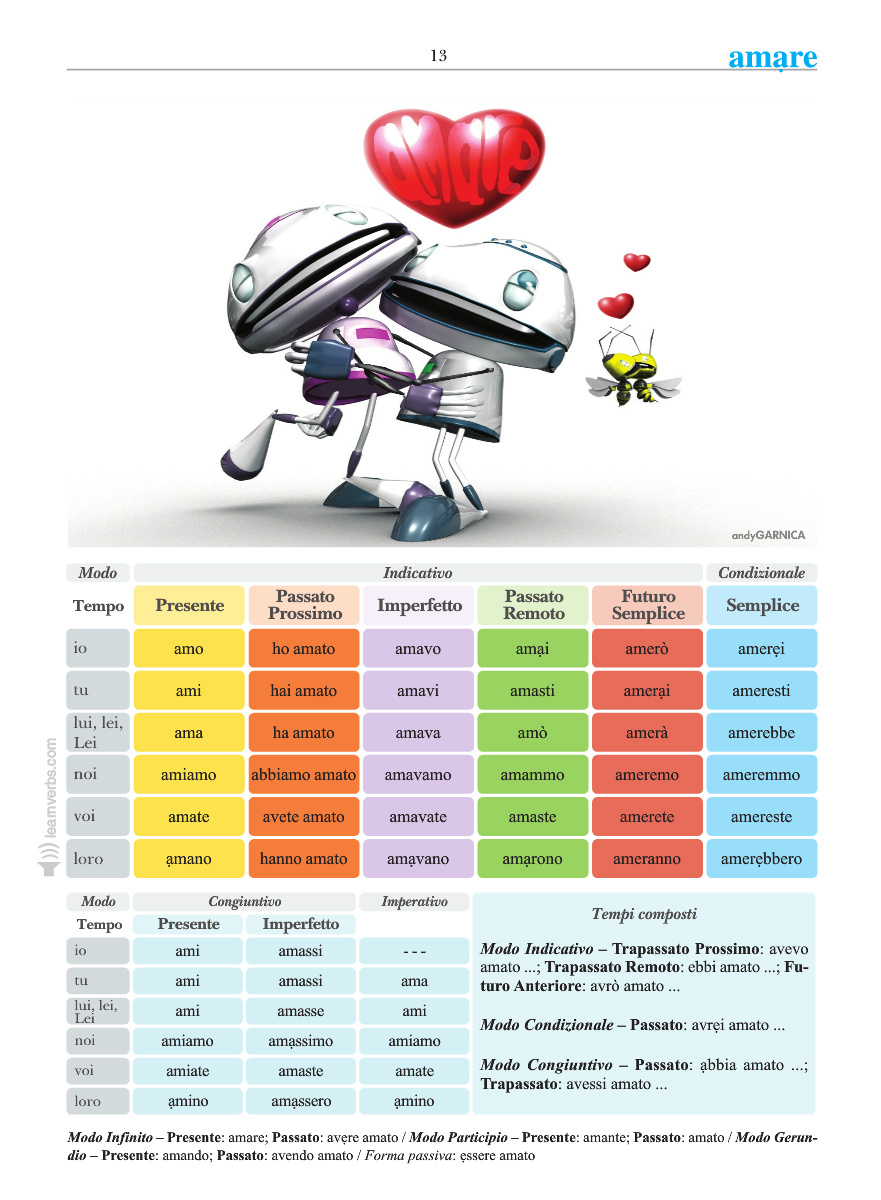 13
amạre
amare
andyGARNICA
Modo Indicativo Condizionale
Tempo Presente Passato Prossimo Imperfetto Passato Remoto Futuro Semplice Semplice
io amo ho amato amavo amại amerò amerẹi
tu ami hai amato amavi amasti amerại ameresti
lui, lei, Lei ama ha amato amava amò amerà amerebbe
noi amiamo abbiamo amato amavamo amammo ameremo ameremmo
voi amate avete amato amavate amaste amerete amereste
loro ạmano hanno amato amạvano amạrono ameranno amerẹbbero
learnverbs.com
Modo Congiuntivo Imperativo
Tempo Presente Imperfetto
io ami amassi - - -
tu ami amassi ama
lui, lei, Lei ami amasse ami
noi amiamo amạssimo amiamo
voi amiate amaste amate
loro ạmino amạssero ạmino
Tempi composti
Modo Indicativo – Trapassato Prossimo: avevo
amato ...; Trapassato Remoto: ebbi amato ...; Fu-
turo Anteriore: avrò amato ...
Modo Condizionale – Passato: avrẹi amato ...
Modo Congiuntivo – Passato: ạbbia amato ...;
Trapassato: avessi amato ...
Modo Infinito – Presente: amare; Passato: avẹre amato / Modo Participio – Presente: amante; Passato: amato / Modo Gerun-
dio – Presente: amando; Passato: avendo amato / Forma passiva: ẹssere amato